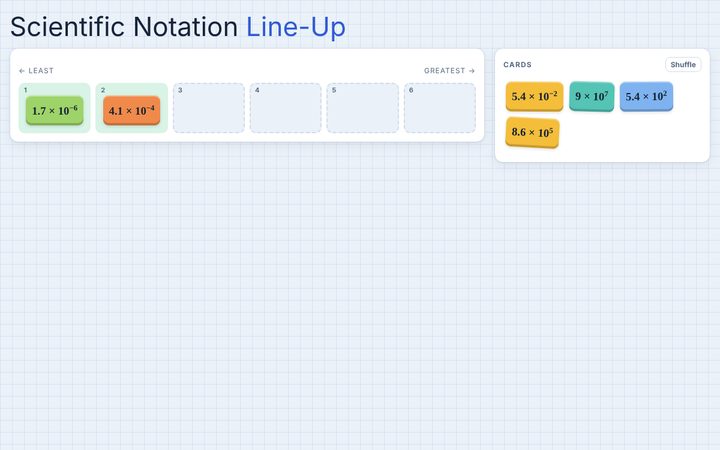 Scientific Notation Line-Up
← LEAST GREATEST →
1 2 3 4 5 6
1.7 × 10⁻⁶ 4.1 × 10⁻⁴
CARDS Shuffle
5.4 × 10⁻² 9 × 10⁷ 5.4 × 10²
8.6 × 10⁵